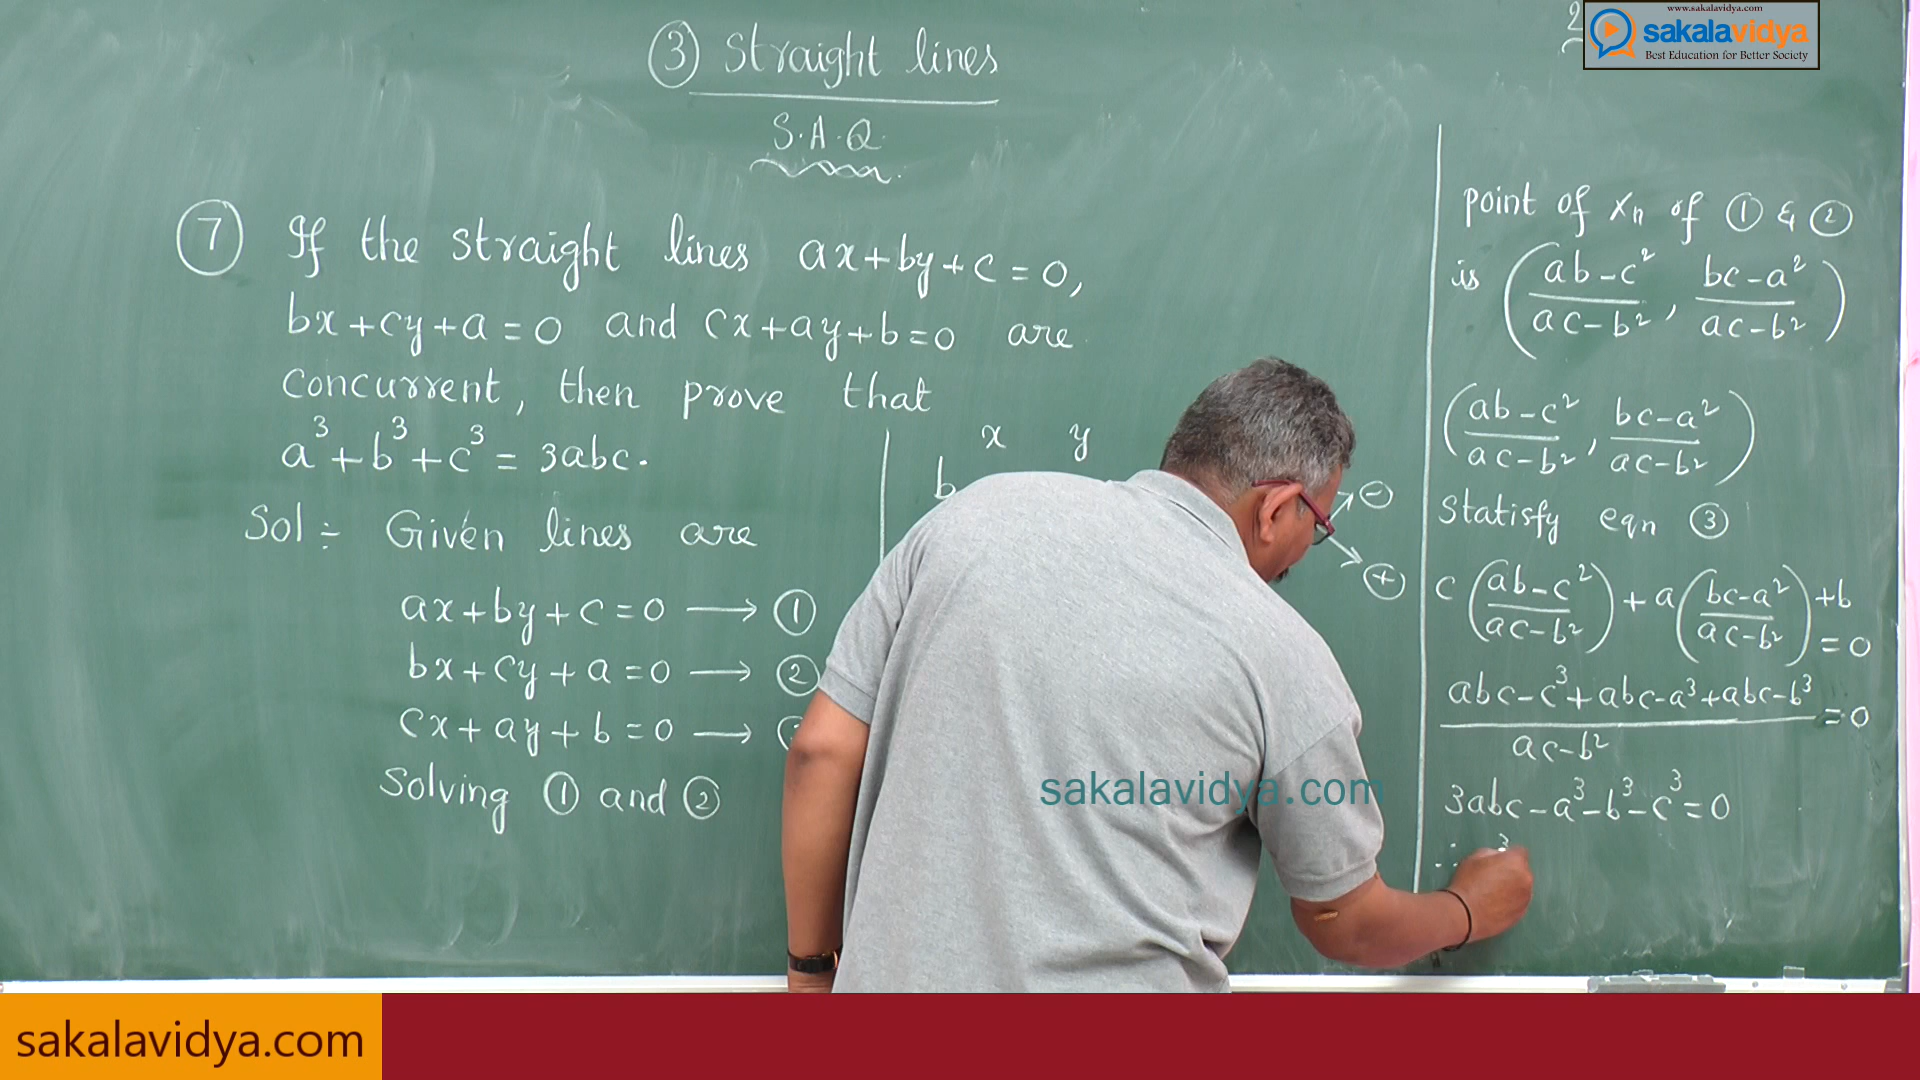 ③ Straight lines
S.A.Q.
2
www.sakalavidya.com
sakalavidya
Best Education for Better Society
⑦ If the straight lines ax+by+c=0,
bx+cy+a=0 and cx+ay+b=0 are
concurrent, then prove that
a³+b³+c³=3abc.
Sol÷ Given lines are
ax+by+c=0 ⟶ ①
bx+cy+a=0 ⟶ ②
cx+ay+b=0 ⟶
Solving ① and ②
x y
b
⊖
⊕
point of Xn of ① & ②
is ((ab-c²)/(ac-b²), (bc-a²)/(ac-b²))
((ab-c²)/(ac-b²), (bc-a²)/(ac-b²))
Statisfy eqn ③
c((ab-c²)/(ac-b²))+a((bc-a²)/(ac-b²))+b
=0
abc-c³+abc-a³+abc-b³
=0
ac-b²
3abc-a³-b³-c³=0
∴ ³
sakalavidya.com
sakalavidya.com